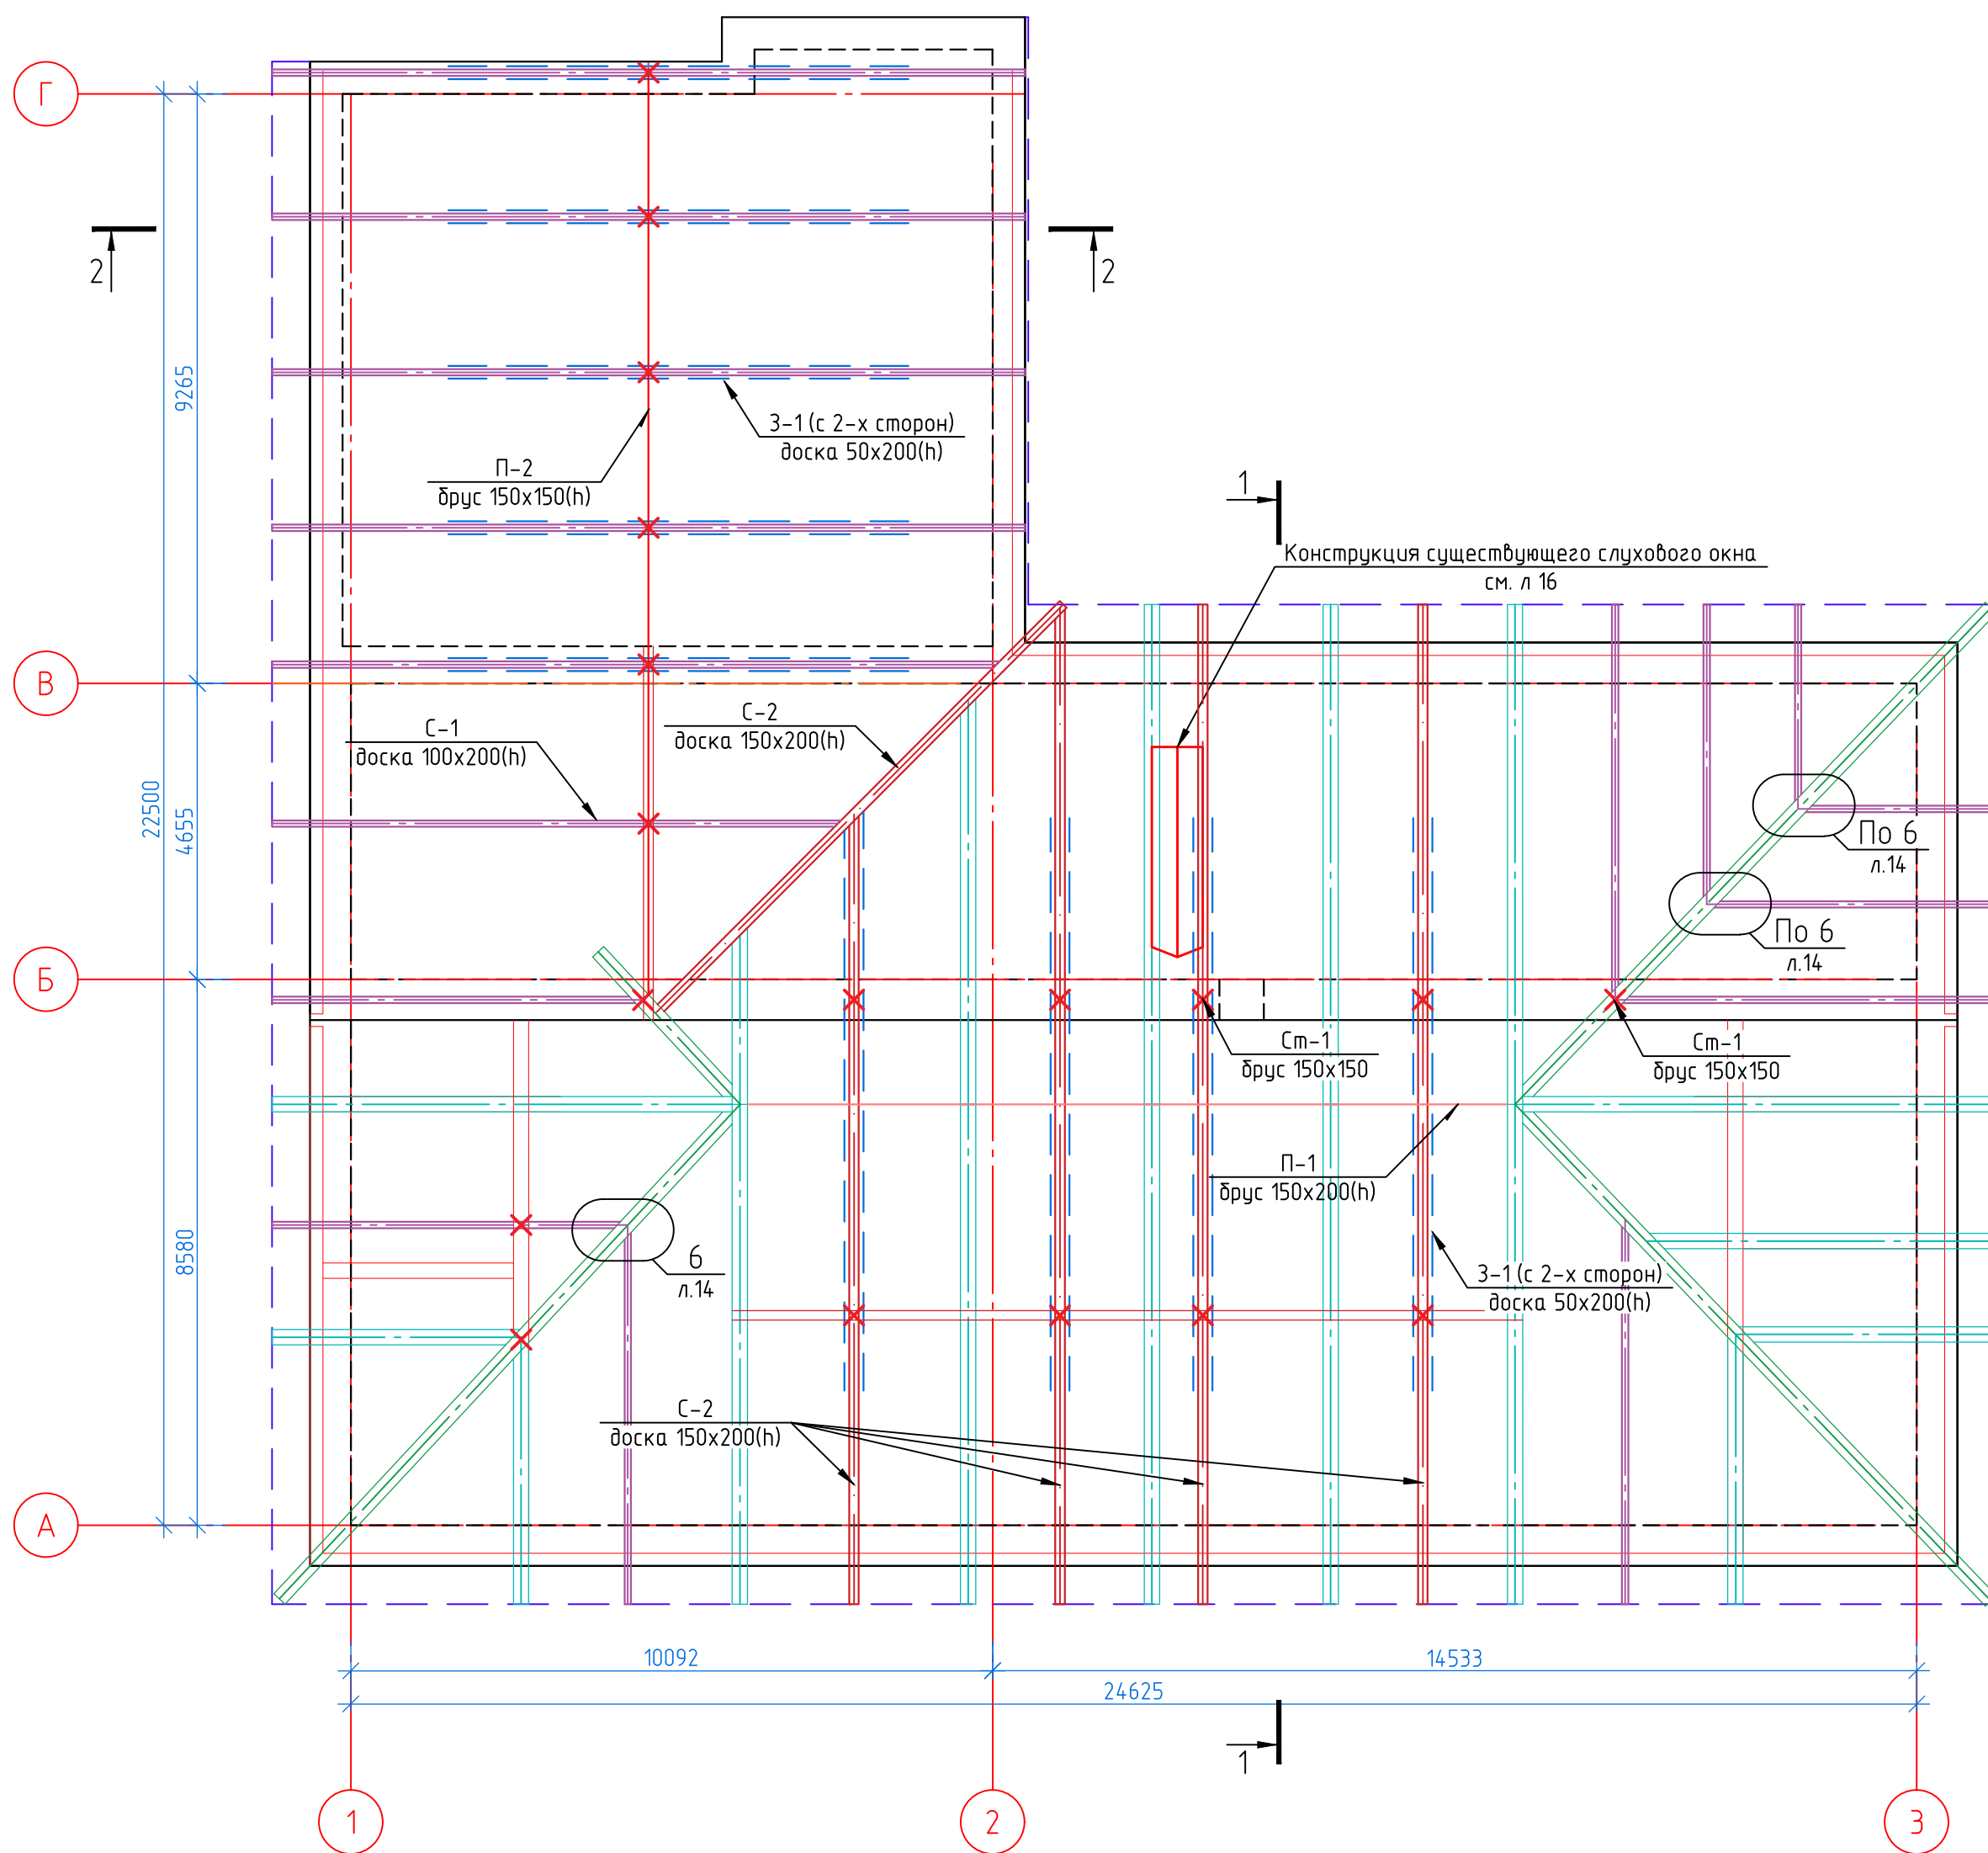 Г
2
2
9265
З-1 (с 2-х сторон)
доска 50х200(h)
П-2
брус 150х150(h)
1
Конструкция существующего слухового окна
см. л 16
В
С-1
доска 100х200(h)
С-2
доска 150х200(h)
22500
4655
По 6
л.14
По 6
л.14
Б
Ст-1
брус 150х150
Ст-1
брус 150х150
П-1
брус 150х200(h)
8580
6
л.14
З-1 (с 2-х сторон)
доска 50х200(h)
С-2
доска 150х200(h)
А
10092
14533
24625
1
1
2
3